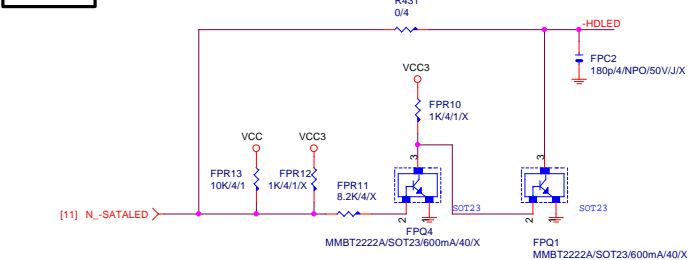 R431
0/4
-HDLED
FPC2
180p/4/NPO/50V/J/X
VCC3
FPR10
1K/4/1/X
VCC
VCC3
FPR13
10K/4/1
FPR12
1K/4/1/X
FPR11
8.2K/4/X
3
3
[11] N_-SATALED
2
1
SOT23
2
1
SOT23
FPQ4
MMBT2222A/SOT23/600mA/40/X
FPQ1
MMBT2222A/SOT23/600mA/40/X